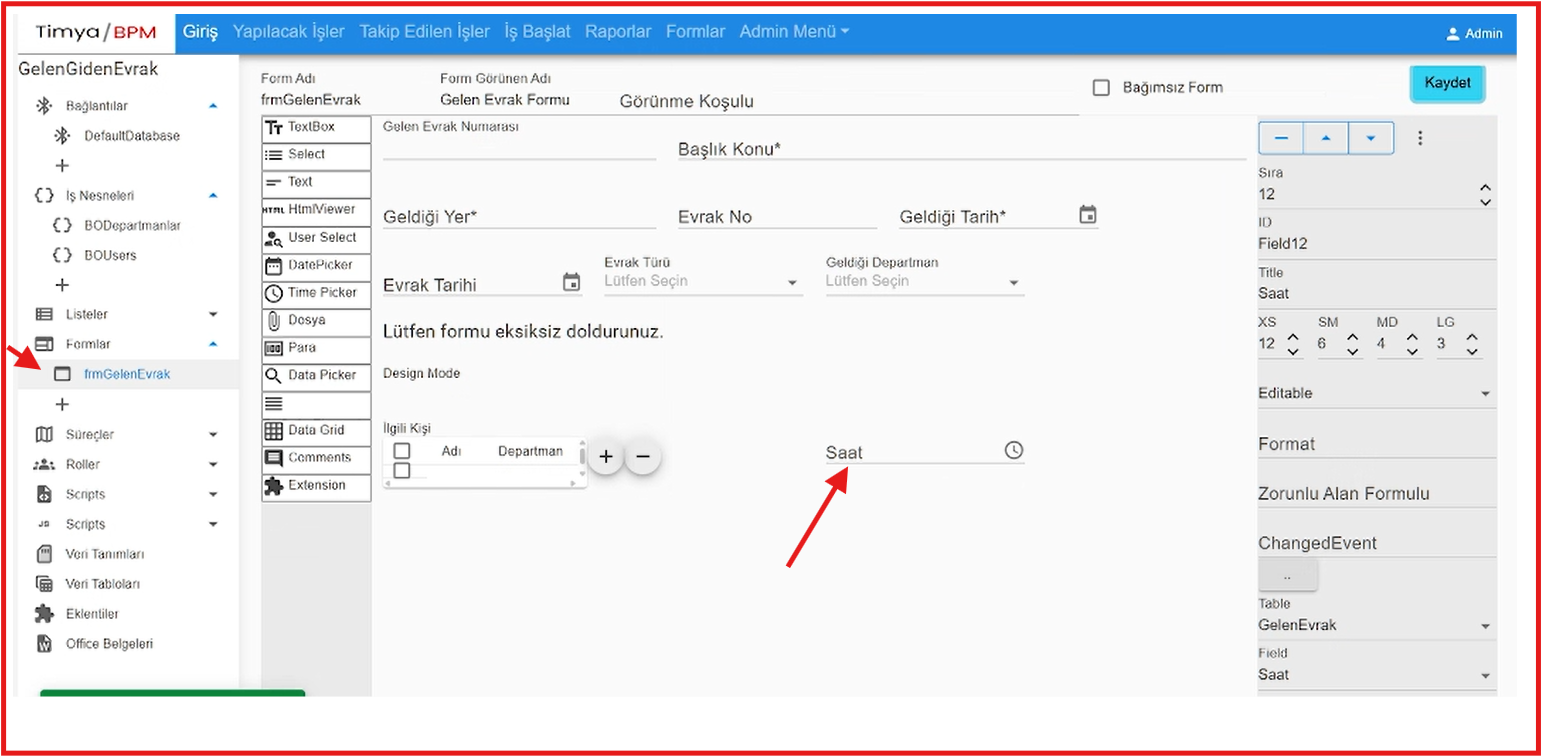 Timya/BPM Giriş Yapılacak İşler Takip Edilen İşler İş Başlat Raporlar Formlar Admin Menü Admin
GelenGidenEvrak
Bağlantılar
DefaultDatabase
İş Nesneleri
BODepartmanlar
BOUsers
Listeler
Formlar
frmGelenEvrak
Süreçler
Roller
Scripts
JS Scripts
Veri Tanımları
Veri Tabloları
Eklentiler
Office Belgeleri
Form Adı
frmGelenEvrak
Form Görünen Adı
Gelen Evrak Formu
Görünme Koşulu
Bağımsız Form
Kaydet
TextBox
Select
Text
HTML HtmlViewer
User Select
DatePicker
Time Picker
Dosya
Para
Data Picker
Data Grid
Comments
Extension
Gelen Evrak Numarası
Başlık Konu*
Geldiği Yer*
Evrak No
Geldiği Tarih*
Evrak Tarihi
Evrak Türü
Lütfen Seçin
Geldiği Departman
Lütfen Seçin
Lütfen formu eksiksiz doldurunuz.
Design Mode
İlgili Kişi
Adı Departman
Saat
Sıra
12
ID
Field12
Title
Saat
XS SM MD LG
12 6 4 3
Editable
Format
Zorunlu Alan Formulu
ChangedEvent
..
Table
GelenEvrak
Field
Saat